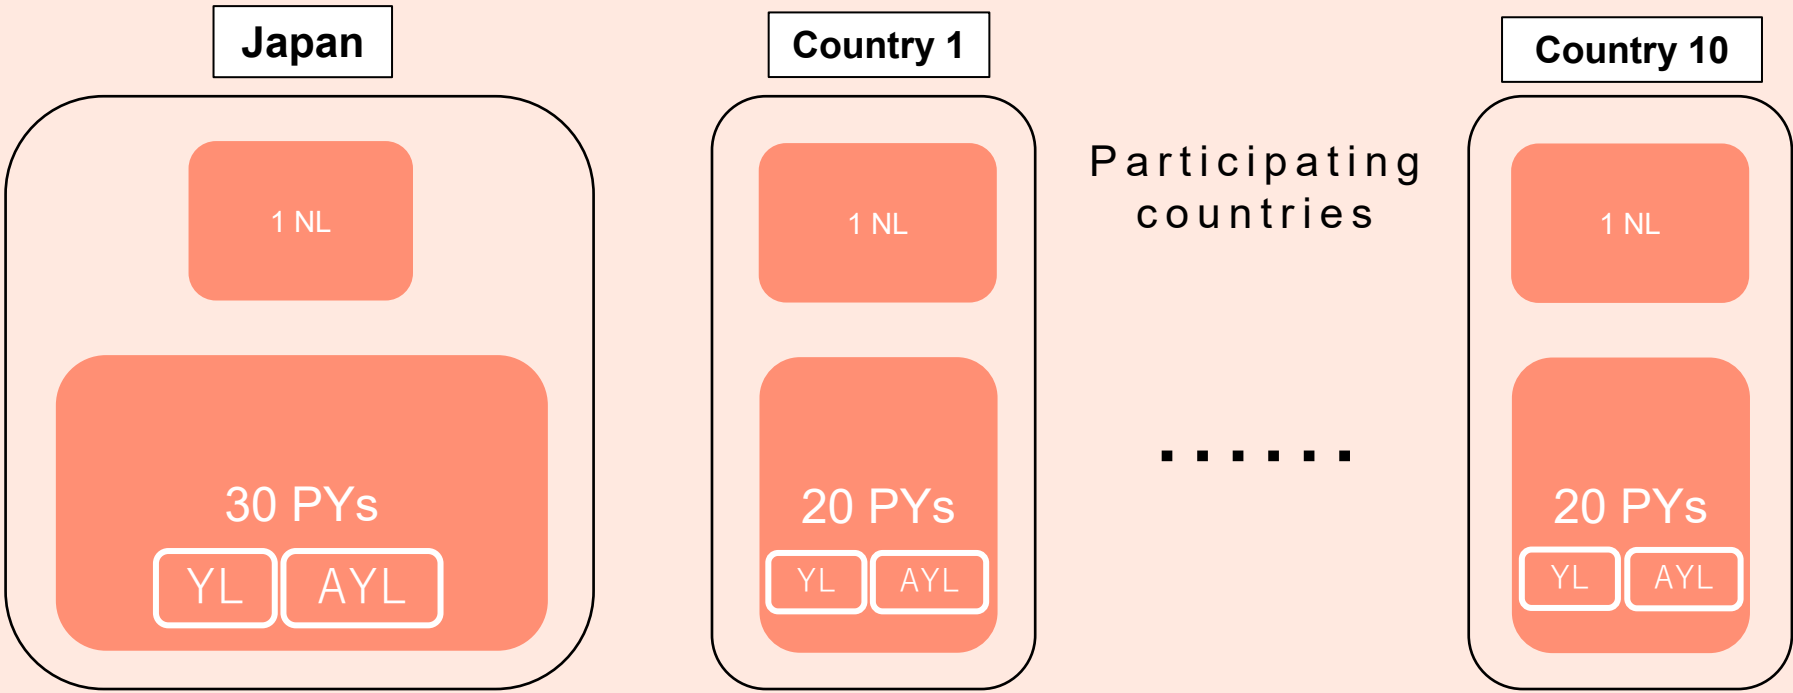 Japan
1 NL
30 PYs
YL AYL
Country 1
1 NL
20 PYs
YL AYL
Participating
countries
......
Country 10
1 NL
20 PYs
YL AYL